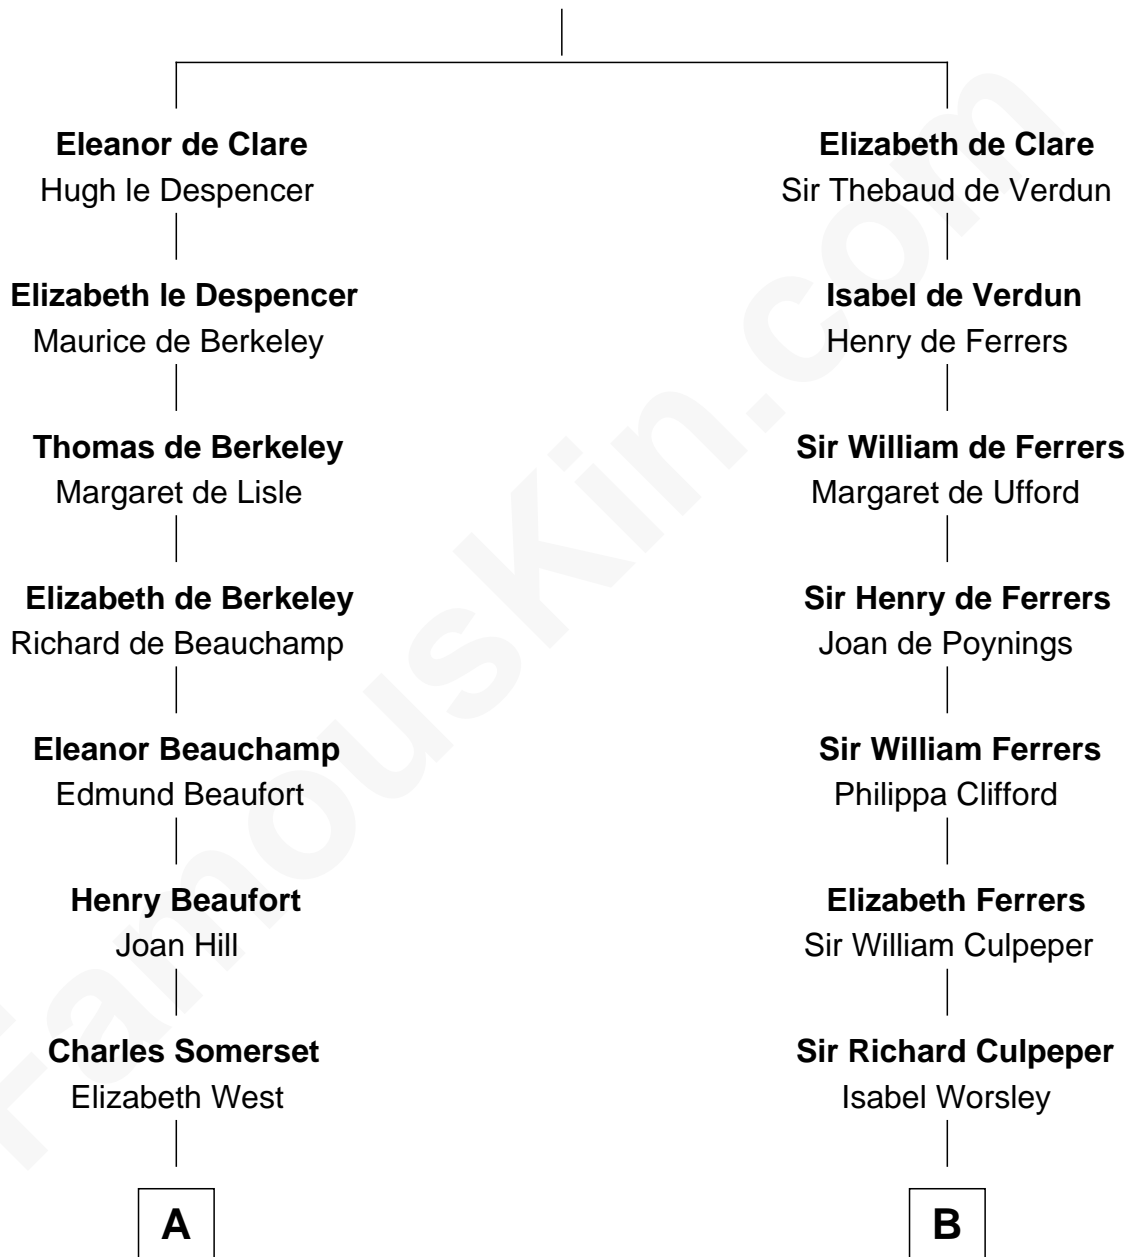 Eleanor de Clare
Hugh le Despencer
Elizabeth le Despencer
Maurice de Berkeley
Thomas de Berkeley
Margaret de Lisle
Elizabeth de Berkeley
Richard de Beauchamp
Eleanor Beauchamp
Edmund Beaufort
Henry Beaufort
Joan Hill
Charles Somerset
Elizabeth West
A
Elizabeth de Clare
Sir Thebaud de Verdun
Isabel de Verdun
Henry de Ferrers
Sir William de Ferrers
Margaret de Ufford
Sir Henry de Ferrers
Joan de Poynings
Sir William Ferrers
Philippa Clifford
Elizabeth Ferrers
Sir William Culpeper
Sir Richard Culpeper
Isabel Worsley
B
FamousKin.com